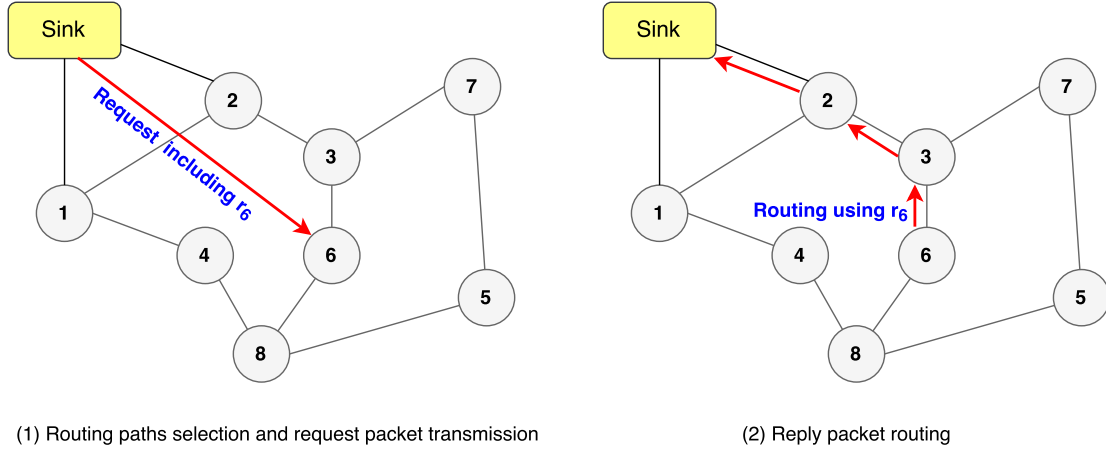 Sink
2
7
3
1
4
6
5
8
Request including r6
(1) Routing paths selection and request packet transmission
Sink
2
7
3
1
Routing using r6
4
6
5
8
(2) Reply packet routing